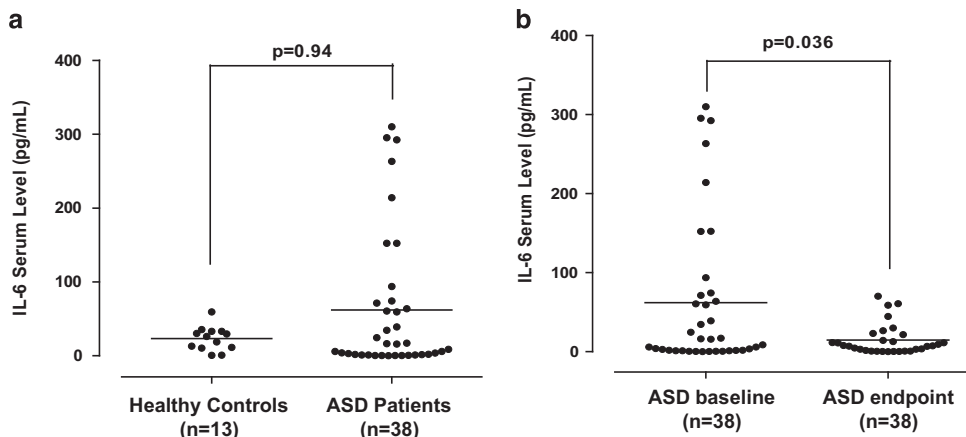 a
p=0.94
400
300
200
100
0
IL-6 Serum Level (pg/mL)
Healthy Controls
(n=13)
ASD Patients
(n=38)
b
p=0.036
400
300
200
100
0
IL-6 Serum Level (pg/mL)
ASD baseline
(n=38)
ASD endpoint
(n=38)